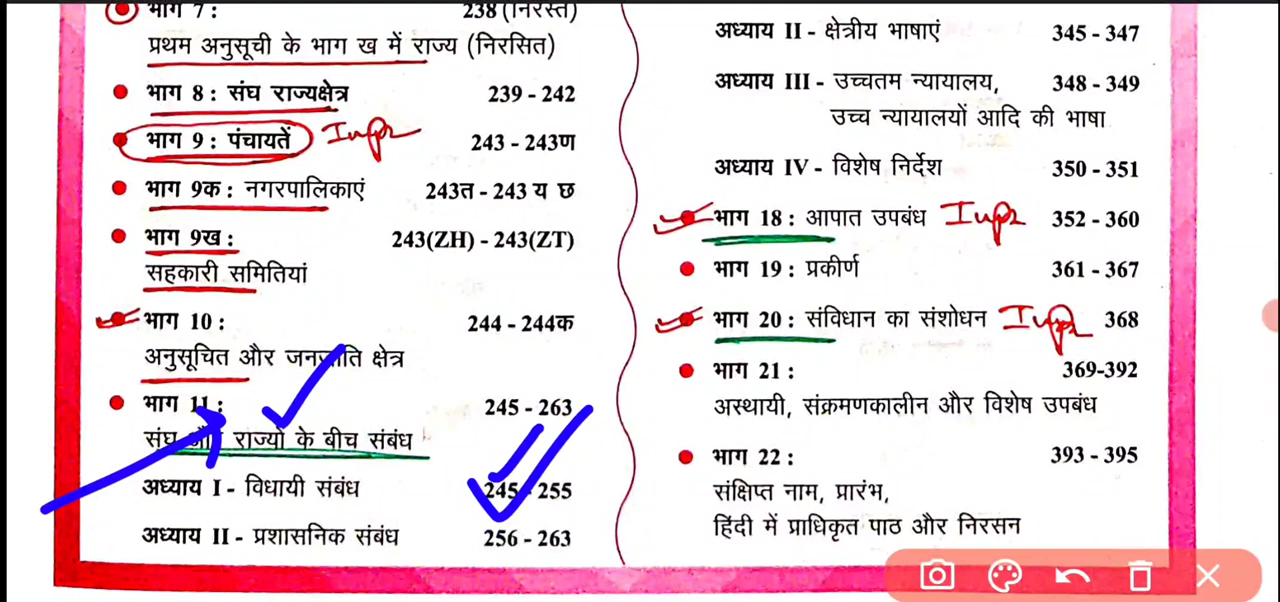 भाग 7 : 238 (निरस्त)
प्रथम अनुसूची के भाग ख में राज्य (निरसित)
भाग 8 : संघ राज्यक्षेत्र 239 - 242
भाग 9 : पंचायतें 243 - 243ण
भाग 9क : नगरपालिकाएं 243त - 243 य छ
भाग 9ख : 243(ZH) - 243(ZT)
सहकारी समितियां
भाग 10 : 244 - 244क
अनुसूचित और जनजाति क्षेत्र
भाग 11 : 245 - 263
संघ और राज्यों के बीच संबंध
अध्याय I - विधायी संबंध 245 - 255
अध्याय II - प्रशासनिक संबंध 256 - 263
अध्याय II - क्षेत्रीय भाषाएं 345 - 347
अध्याय III - उच्चतम न्यायालय, 348 - 349
उच्च न्यायालयों आदि की भाषा
अध्याय IV - विशेष निर्देश 350 - 351
भाग 18 : आपात उपबंध 352 - 360
भाग 19 : प्रकीर्ण 361 - 367
भाग 20 : संविधान का संशोधन 368
भाग 21 : 369-392
अस्थायी, संक्रमणकालीन और विशेष उपबंध
भाग 22 : 393 - 395
संक्षिप्त नाम, प्रारंभ,
हिंदी में प्राधिकृत पाठ और निरसन